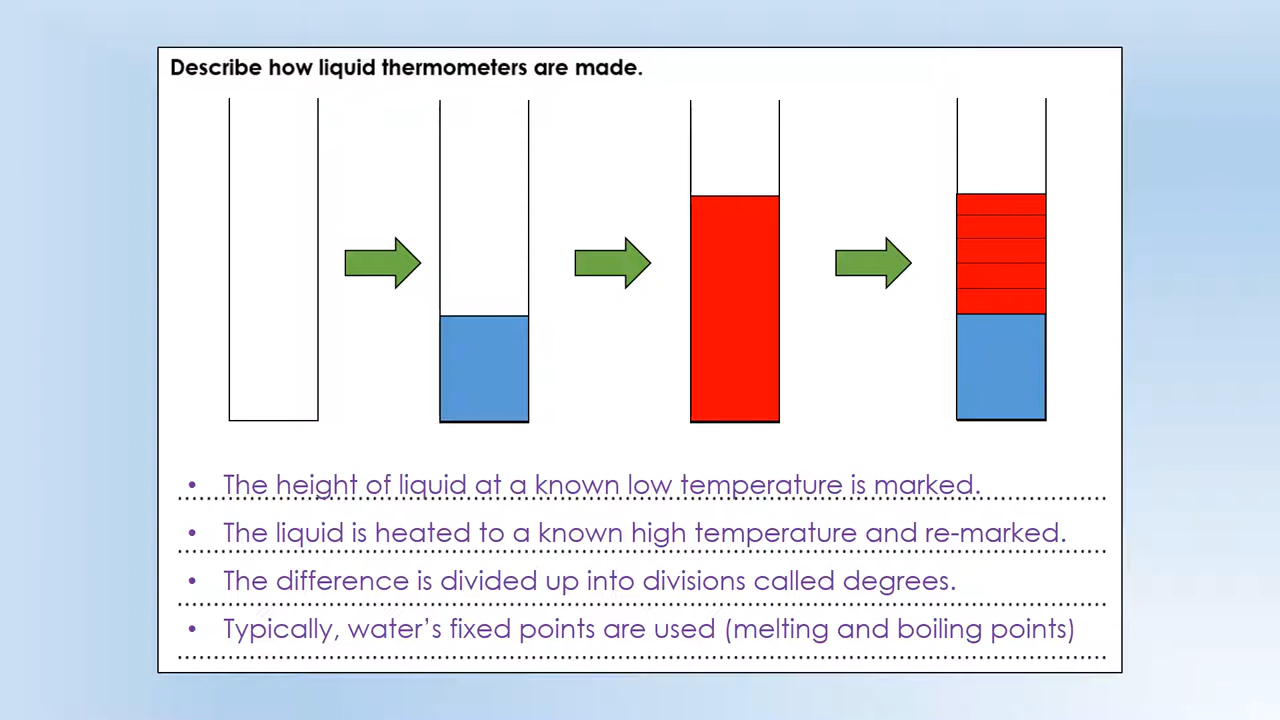 Describe how liquid thermometers are made.
• The height of liquid at a known low temperature is marked.
• The liquid is heated to a known high temperature and re-marked.
• The difference is divided up into divisions called degrees.
• Typically, water’s fixed points are used (melting and boiling points)